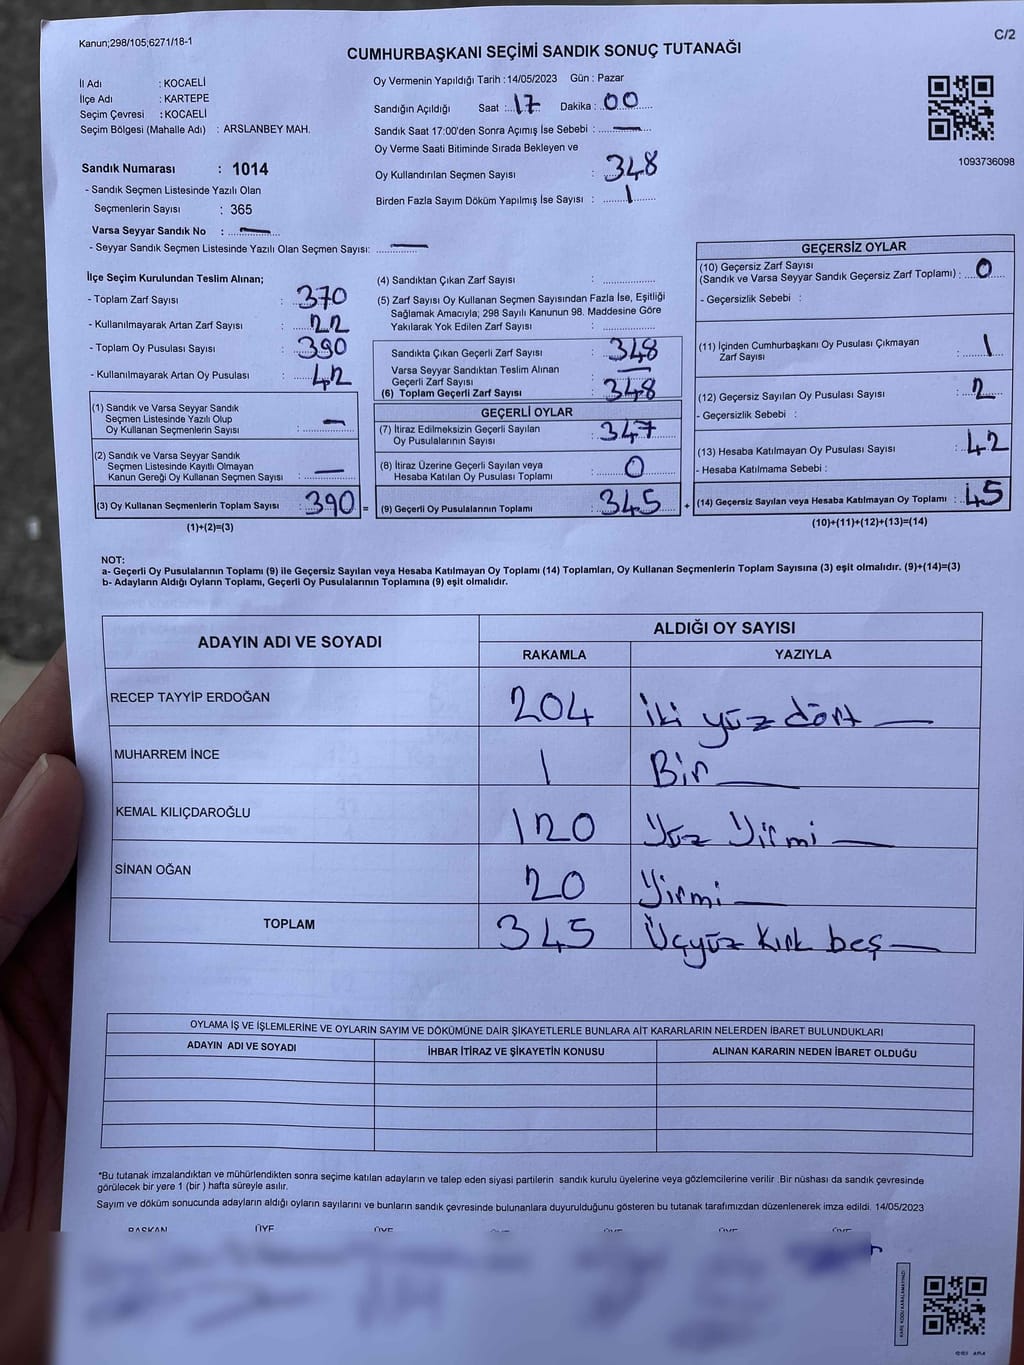 Kanun;298/105;6271/18-1
C/2
CUMHURBAŞKANI SEÇİMİ SANDIK SONUÇ TUTANAĞI
İl Adı : KOCAELİ
İlçe Adı : KARTEPE
Seçim Çevresi : KOCAELİ
Seçim Bölgesi (Mahalle Adı) : ARSLANBEY MAH.
Sandık Numarası : 1014
- Sandık Seçmen Listesinde Yazılı Olan
Seçmenlerin Sayısı : 365
Varsa Seyyar Sandık No : —
- Seyyar Sandık Seçmen Listesinde Yazılı Olan Seçmen Sayısı: —
Oy Vermenin Yapıldığı Tarih : 14/05/2023 Gün : Pazar
Sandığın Açıldığı Saat : 17 Dakika : 00
Sandık Saat 17:00'den Sonra Açımış İse Sebebi : —
Oy Verme Saati Bitiminde Sırada Bekleyen ve
Oy Kullandırılan Seçmen Sayısı : 348
Birden Fazla Sayım Döküm Yapılmış İse Sayısı : 1
1093736098
İlçe Seçim Kurulundan Teslim Alınan;
- Toplam Zarf Sayısı : 370
- Kullanılmayarak Artan Zarf Sayısı : 22
- Toplam Oy Pusulası Sayısı : 390
- Kullanılmayarak Artan Oy Pusulası : 42
(1) Sandık ve Varsa Seyyar Sandık
Seçmen Listesinde Yazılı Olup
Oy Kullanan Seçmenlerin Sayısı : —
(2) Sandık ve Varsa Seyyar Sandık
Seçmen Listesinde Kayıtlı Olmayan
Kanun Gereği Oy Kullanan Seçmen Sayısı : —
(3) Oy Kullanan Seçmenlerin Toplam Sayısı : 390 =
(1)+(2)=(3)
(4) Sandıktan Çıkan Zarf Sayısı :
(5) Zarf Sayısı Oy Kullanan Seçmen Sayısından Fazla İse, Eşitliği
Sağlamak Amacıyla; 298 Sayılı Kanunun 98. Maddesine Göre
Yakılarak Yok Edilen Zarf Sayısı :
Sandıkta Çıkan Geçerli Zarf Sayısı : 348
Varsa Seyyar Sandıktan Teslim Alınan
Geçerli Zarf Sayısı : —
(6) Toplam Geçerli Zarf Sayısı : 348
GEÇERLİ OYLAR
(7) İtiraz Edilmeksizin Geçerli Sayılan
Oy Pusulalarının Sayısı : 347
(8) İtiraz Üzerine Geçerli Sayılan veya
Hesaba Katılan Oy Pusulası Toplamı : 0
(9) Geçerli Oy Pusulalarının Toplamı : 345 +
GEÇERSİZ OYLAR
(10) Geçersiz Zarf Sayısı
(Sandık ve Varsa Seyyar Sandık Geçersiz Zarf Toplamı) : 0
- Geçersizlik Sebebi :
(11) İçinden Cumhurbaşkanı Oy Pusulası Çıkmayan
Zarf Sayısı : 1
(12) Geçersiz Sayılan Oy Pusulası Sayısı : 2
- Geçersizlik Sebebi :
(13) Hesaba Katılmayan Oy Pusulası Sayısı : 42
- Hesaba Katılmama Sebebi :
(14) Geçersiz Sayılan veya Hesaba Katılmayan Oy Toplamı : 45
(10)+(11)+(12)+(13)=(14)
NOT:
a- Geçerli Oy Pusulalarının Toplamı (9) ile Geçersiz Sayılan veya Hesaba Katılmayan Oy Toplamı (14) Toplamları, Oy Kullanan Seçmenlerin Toplam Sayısına (3) eşit olmalıdır. (9)+(14)=(3)
b- Adayların Aldığı Oyların Toplamı, Geçerli Oy Pusulalarının Toplamına (9) eşit olmalıdır.
ADAYIN ADI VE SOYADI ALDIĞI OY SAYISI
RAKAMLA YAZIYLA
RECEP TAYYİP ERDOĞAN 204 İki yüz dört —
MUHARREM İNCE 1 Bir —
KEMAL KILIÇDAROĞLU 120 Yüz Yirmi —
SİNAN OĞAN 20 Yirmi —
TOPLAM 345 Üçyüz Kırk beş —
OYLAMA İŞ VE İŞLEMLERİNE VE OYLARIN SAYIM VE DÖKÜMÜNE DAİR ŞİKAYETLERLE BUNLARA AİT KARARLARIN NELERDEN İBARET BULUNDUKLARI
ADAYIN ADI VE SOYADI İHBAR İTİRAZ VE ŞİKAYETİN KONUSU ALINAN KARARIN NEDEN İBARET OLDUĞU
*Bu tutanak imzalandıktan ve mühürlendikten sonra seçime katılan adayların ve talep eden siyasi partilerin sandık kurulu üyelerine veya gözlemcilerine verilir .Bir nüshası da sandık çevresinde
görülecek bir yere 1 (bir ) hafta süreyle asılır.
Sayım ve döküm sonucunda adayların aldığı oyların sayılarını ve bunların sandık çevresinde bulunanlara duyurulduğunu gösteren bu tutanak tarafımızdan düzenlenerek imza edildi. 14/05/2023
BAŞKAN ÜYE ÜYE ÜYE ÜYE ÜYE ÜYE
KARE KODU KARALAMAYINIZ!